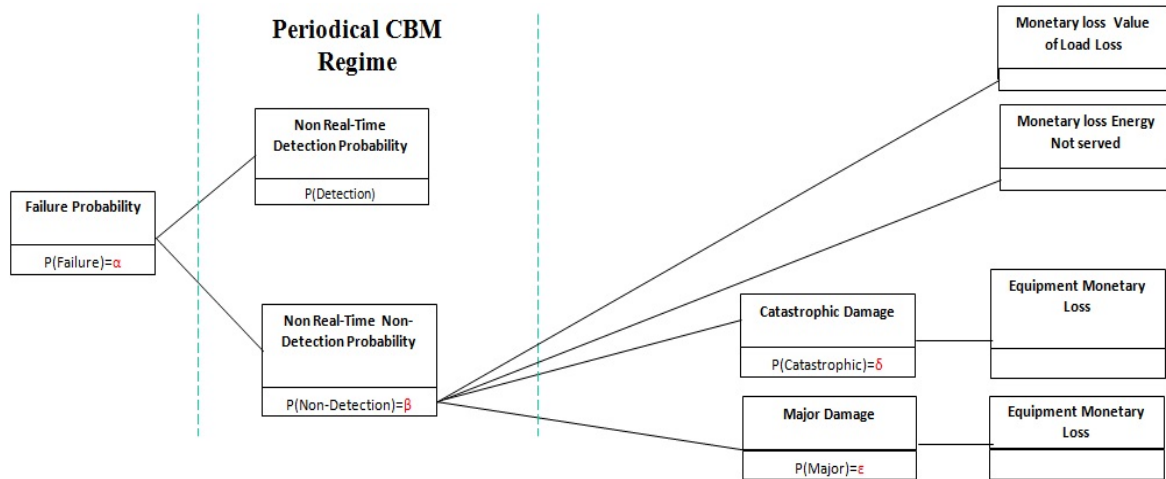 Periodical CBM
Regime
Failure Probability
P(Failure)=α
Non Real-Time
Detection Probability
P(Detection)
Non Real-Time Non-
Detection Probability
P(Non-Detection)=β
Monetary loss Value
of Load Loss
Monetary loss Energy
Not served
Catastrophic Damage
P(Catastrophic)=δ
Equipment Monetary
Loss
Major Damage
P(Major)=ε
Equipment Monetary
Loss